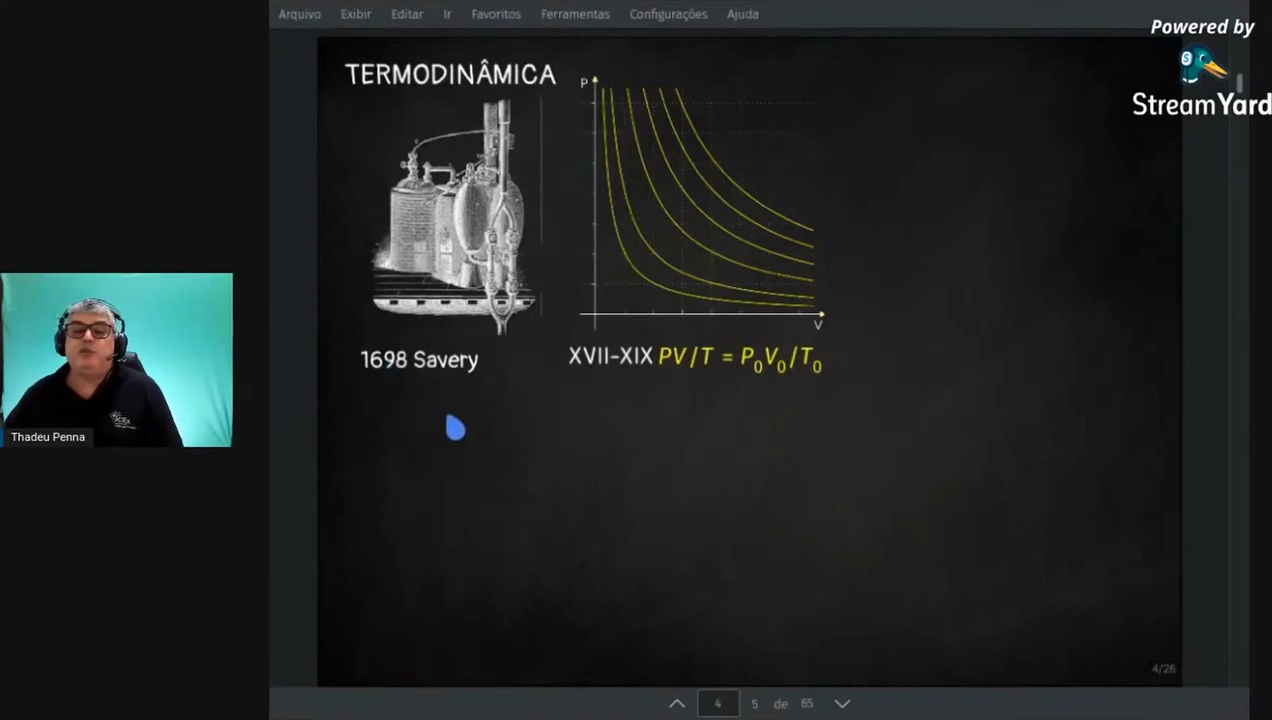 Arquivo Exibir Editar Ir Favoritos Ferramentas Configurações Ajuda
Powered by
StreamYard
TERMODINÂMICA
P
V
1698 Savery
XVII-XIX PV/T = P₀V₀/T₀
Thadeu Penna
4/26
4 5 de 65